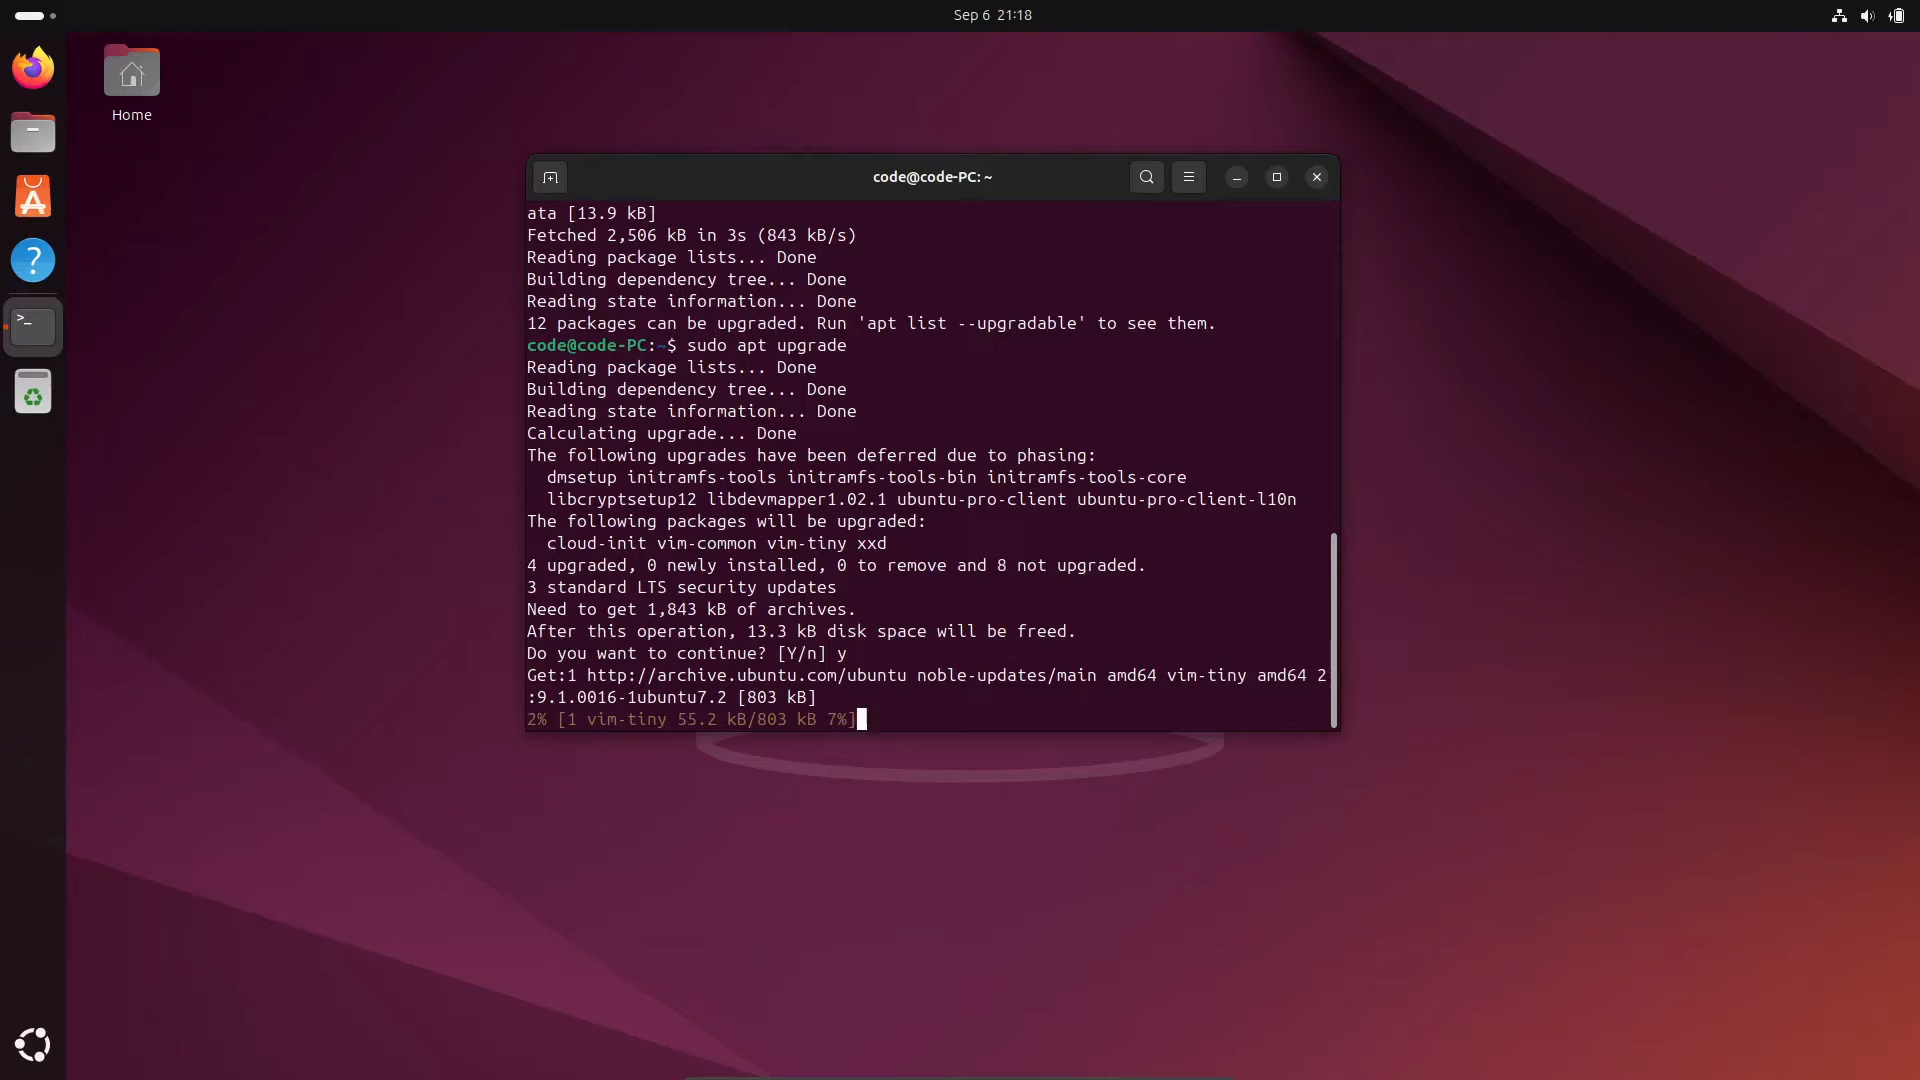 Sep 6 21:18
Home
code@code-PC: ~
ata [13.9 kB]
Fetched 2,506 kB in 3s (843 kB/s)
Reading package lists... Done
Building dependency tree... Done
Reading state information... Done
12 packages can be upgraded. Run 'apt list --upgradable' to see them.
code@code-PC:~$ sudo apt upgrade
Reading package lists... Done
Building dependency tree... Done
Reading state information... Done
Calculating upgrade... Done
The following upgrades have been deferred due to phasing:
  dmsetup initramfs-tools initramfs-tools-bin initramfs-tools-core
  libcryptsetup12 libdevmapper1.02.1 ubuntu-pro-client ubuntu-pro-client-l10n
The following packages will be upgraded:
  cloud-init vim-common vim-tiny xxd
4 upgraded, 0 newly installed, 0 to remove and 8 not upgraded.
3 standard LTS security updates
Need to get 1,843 kB of archives.
After this operation, 13.3 kB disk space will be freed.
Do you want to continue? [Y/n] y
Get:1 http://archive.ubuntu.com/ubuntu noble-updates/main amd64 vim-tiny amd64 2
:9.1.0016-1ubuntu7.2 [803 kB]
2% [1 vim-tiny 55.2 kB/803 kB 7%]